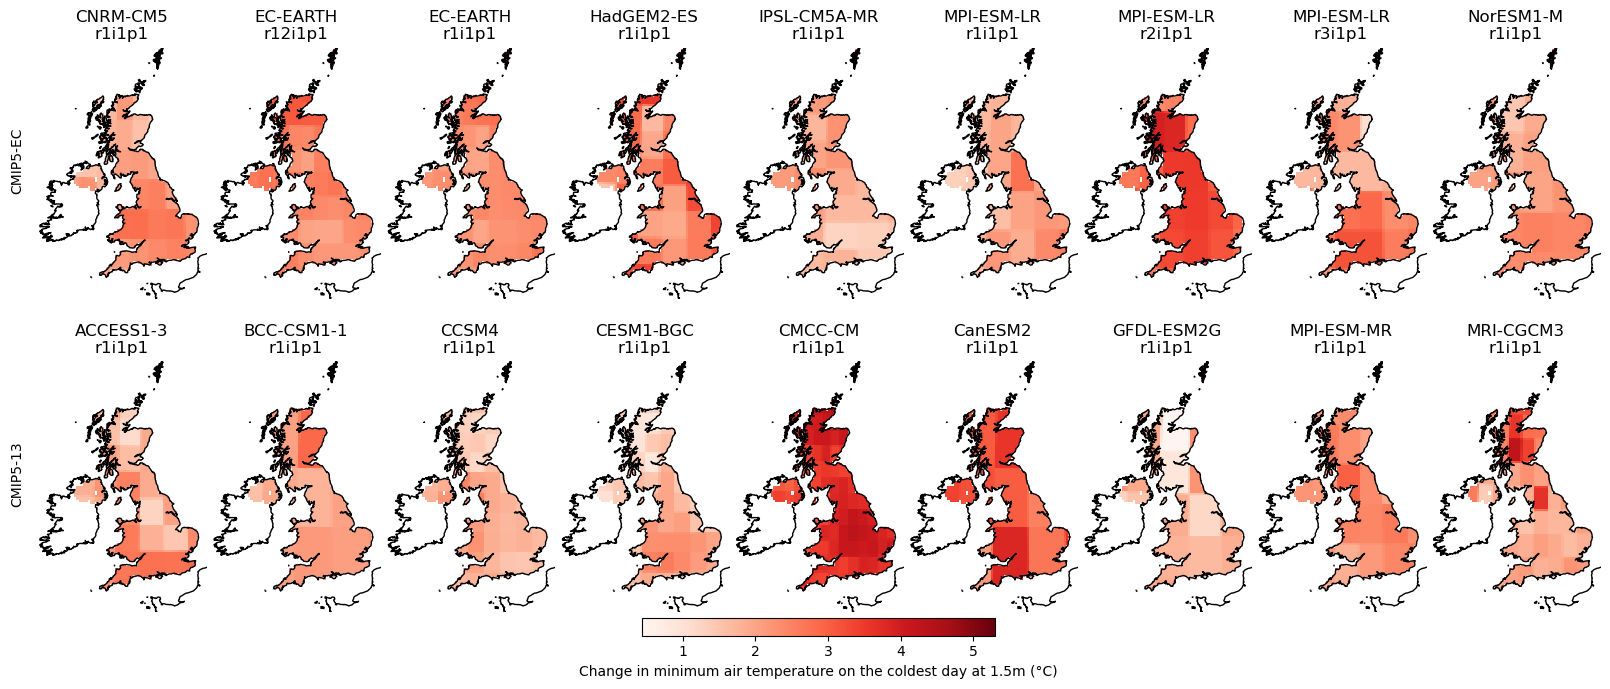 CNRM-CM5
r1i1p1
EC-EARTH
r12i1p1
EC-EARTH
r1i1p1
HadGEM2-ES
r1i1p1
IPSL-CM5A-MR
r1i1p1
MPI-ESM-LR
r1i1p1
MPI-ESM-LR
r2i1p1
MPI-ESM-LR
r3i1p1
NorESM1-M
r1i1p1
CMIP5-EC
ACCESS1-3
r1i1p1
BCC-CSM1-1
r1i1p1
CCSM4
r1i1p1
CESM1-BGC
r1i1p1
CMCC-CM
r1i1p1
CanESM2
r1i1p1
GFDL-ESM2G
r1i1p1
MPI-ESM-MR
r1i1p1
MRI-CGCM3
r1i1p1
CMIP5-13
1 2 3 4 5
Change in minimum air temperature on the coldest day at 1.5m (°C)